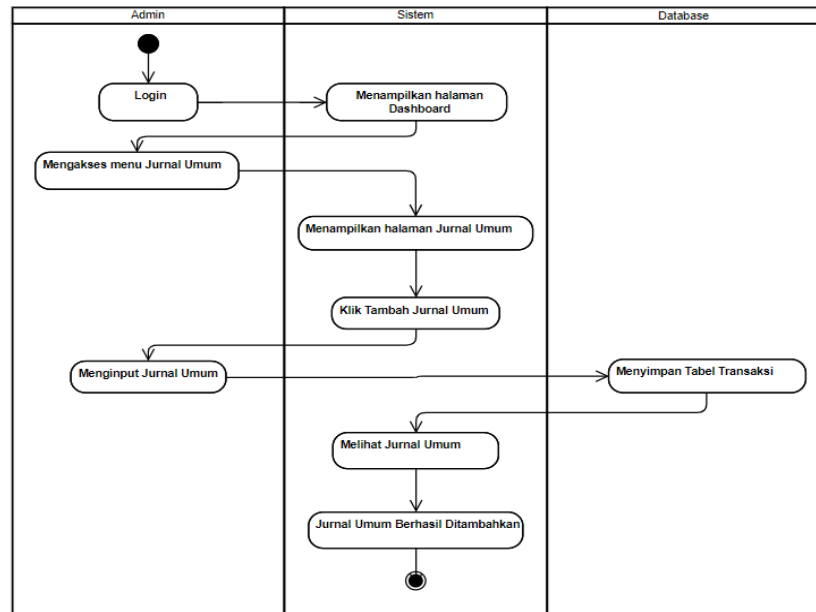 Admin
Sistem
Database
Login
Menampilkan halaman
Dashboard
Mengakses menu Jurnal Umum
Menampilkan halaman Jurnal Umum
Klik Tambah Jurnal Umum
Menginput Jurnal Umum
Menyimpan Tabel Transaksi
Melihat Jurnal Umum
Jurnal Umum Berhasil Ditambahkan